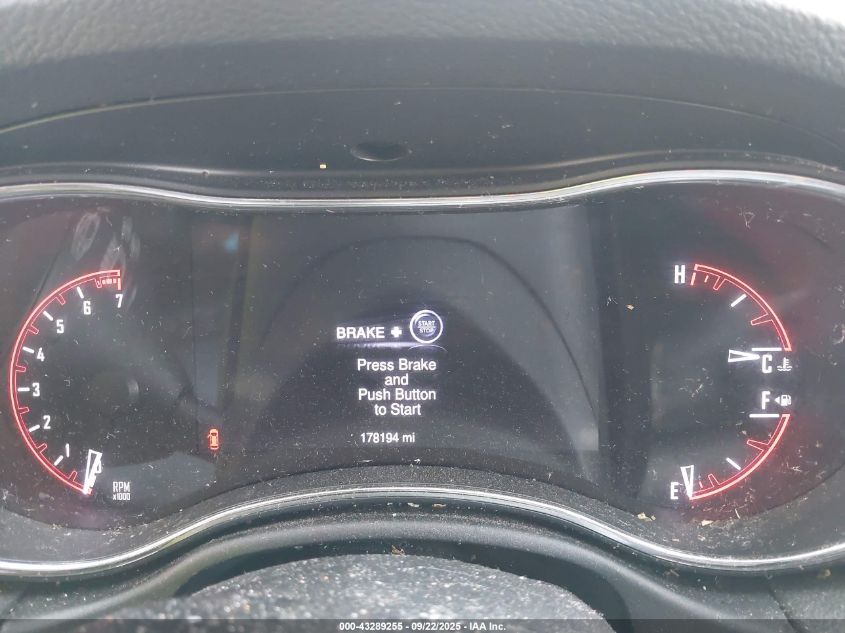 7
6
5
4
3
2
1
0
RPM
x1000
BRAKE +
START
STOP
Press Brake
and
Push Button
to Start
178194 mi
H
C
F
E
000-43289255 - 09/22/2025 - IAA Inc.